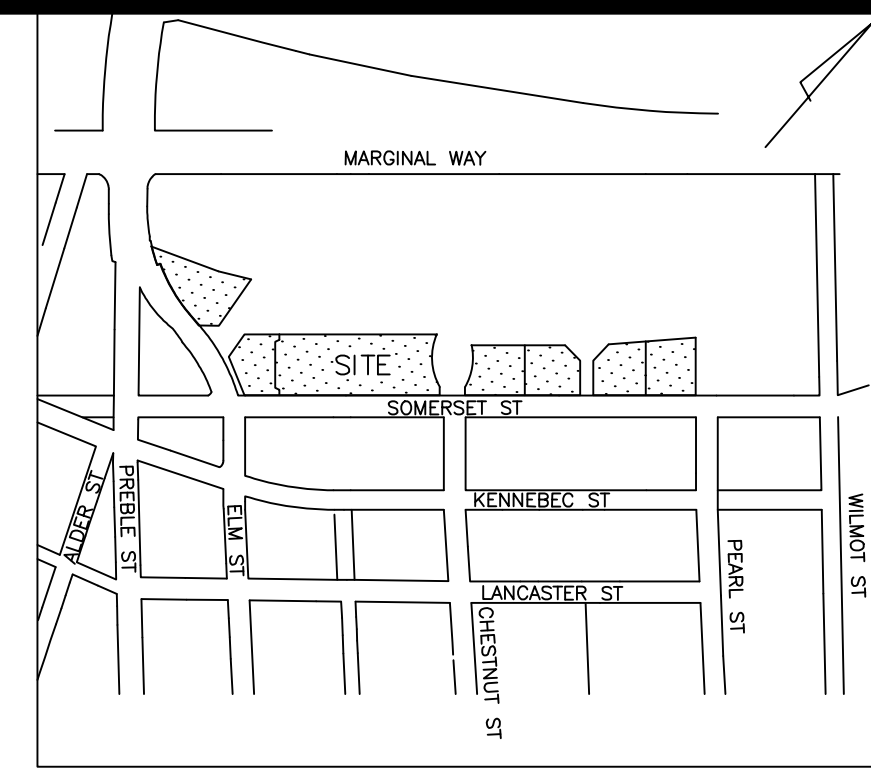 MARGINAL WAY
SITE
SOMERSET ST
KENNEBEC ST
ALDER ST
PREBLE ST
ELM ST
WILMOT ST
PEARL ST
LANCASTER ST
CHESTNUT ST